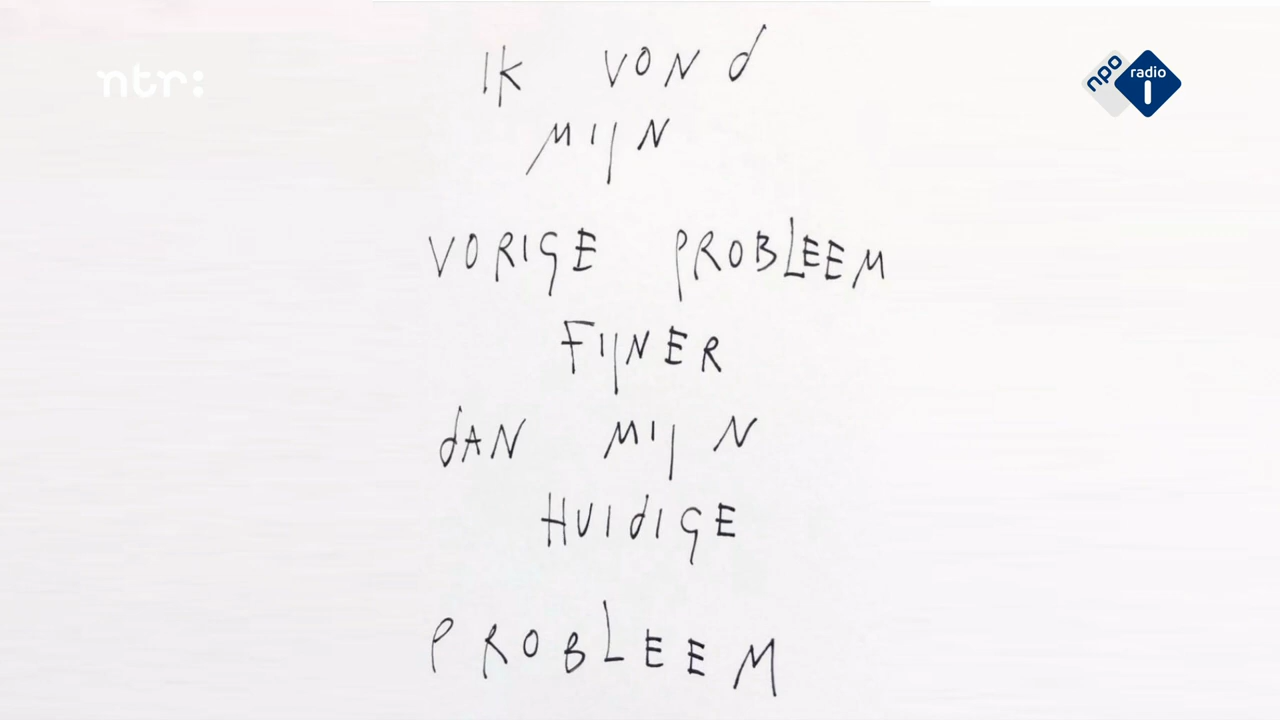 ntr:
npo radio 1
IK VOND
MIJN
VORIGE PROBLEEM
FIJNER
dAN MIJN
HUIdIGE
PROBLEEM